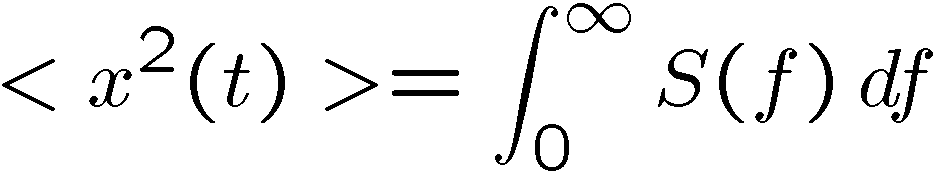 < x²(t) >= ∫₀^∞ S(f) df